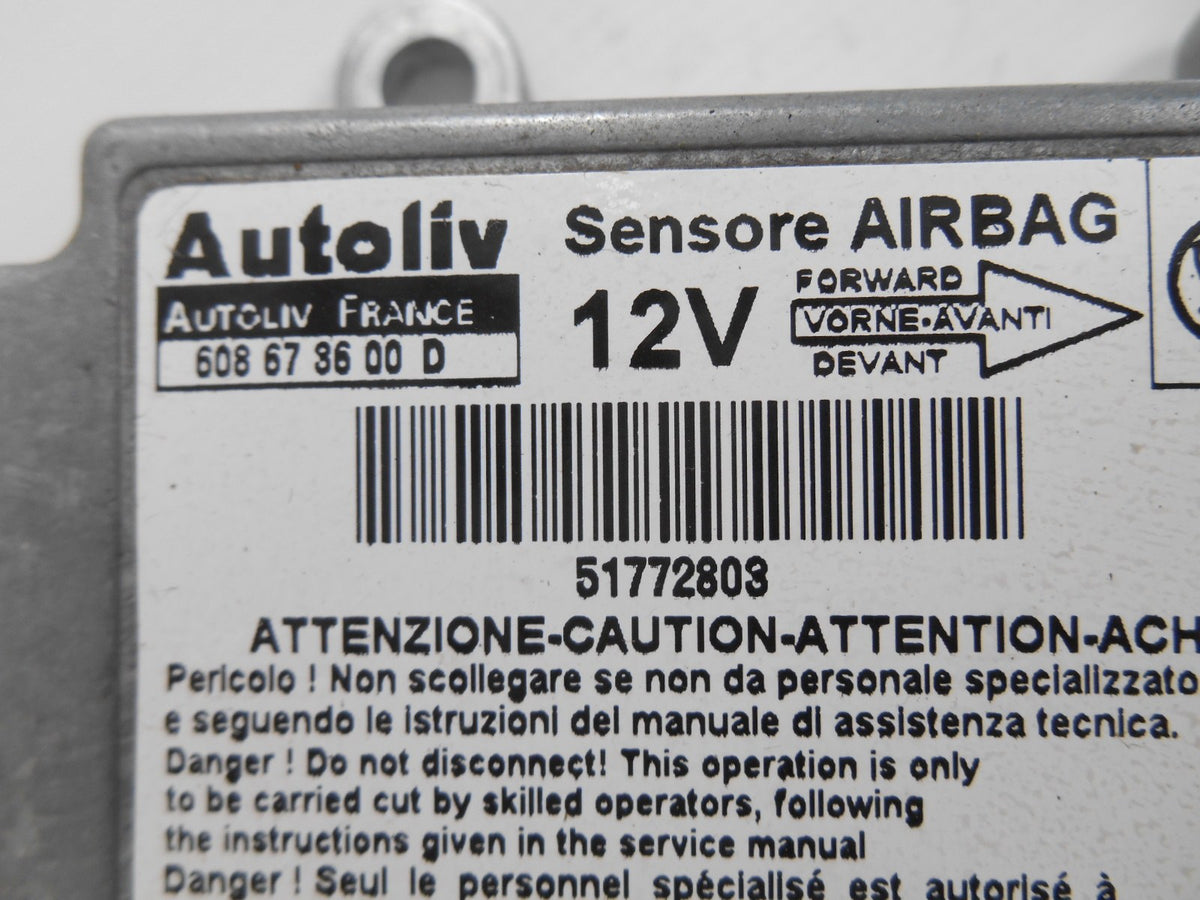 Autoliv
AUTOLIV FRANCE
608 67 36 00 D
Sensore AIRBAG
12V
FORWARD
VORNE-AVANTI
DEVANT
51772803
ATTENZIONE-CAUTION-ATTENTION-ACH
Pericolo ! Non scollegare se non da personale specializzato
e seguendo le istruzioni del manuale di assistenza tecnica.
Danger ! Do not disconnect! This operation is only
to be carried cut by skilled operators, following
the instructions given in the service manual
Danger ! Seul le personnel spécialisé est autorisé à